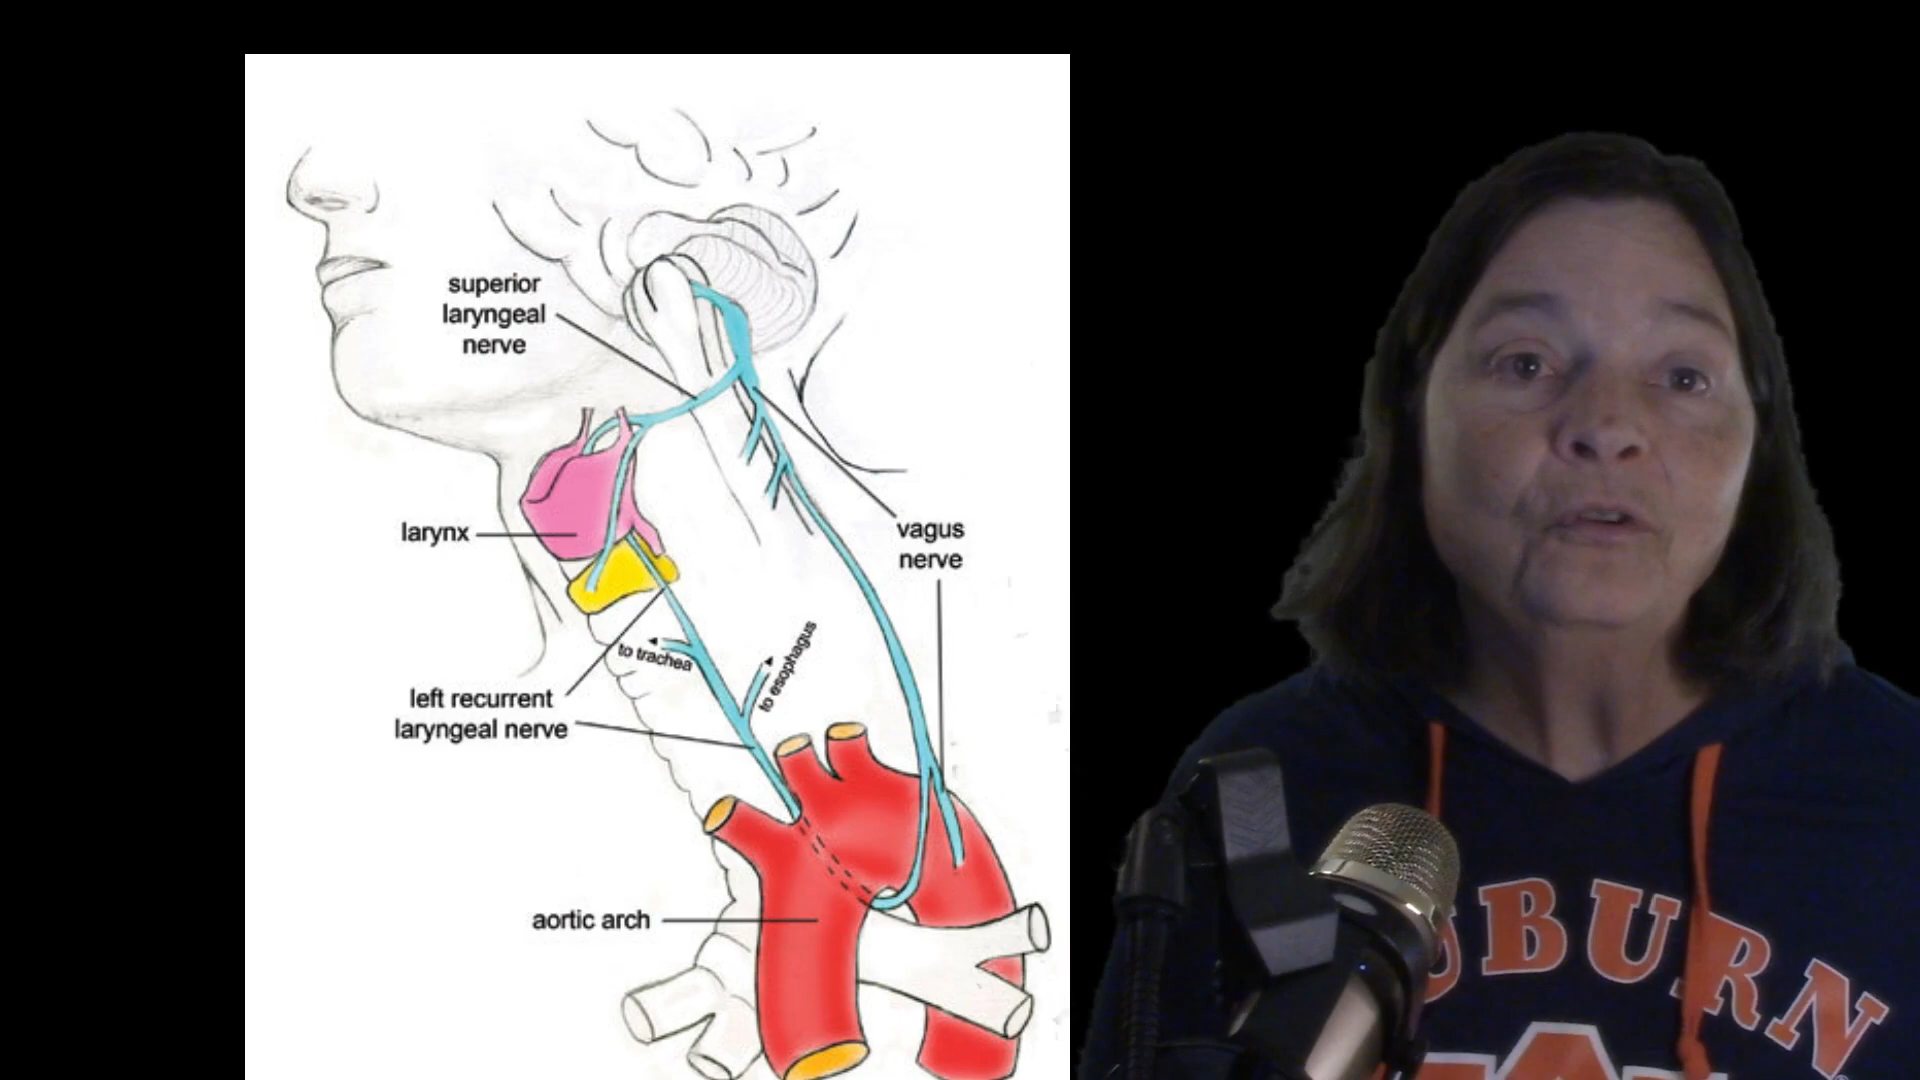 superior
laryngeal
nerve
larynx
vagus
nerve
to trachea
to esophagus
left recurrent
laryngeal nerve
aortic arch
UBURN